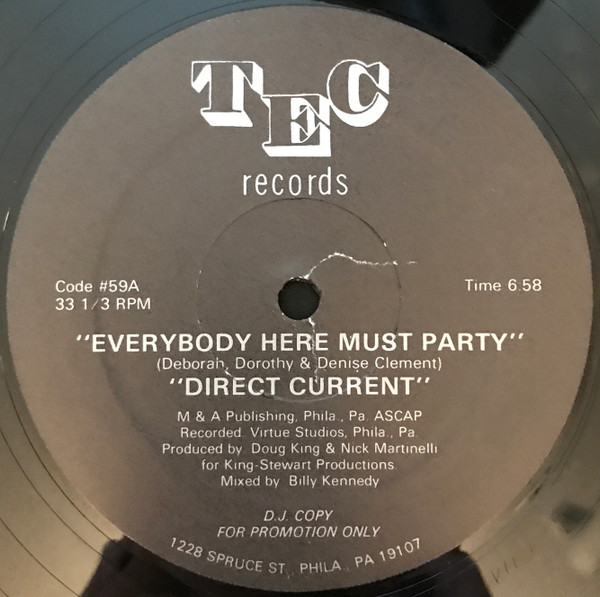 TEC
records
Code #59A
33 1/3 RPM
Time 6:58
"EVERYBODY HERE MUST PARTY"
(Deborah, Dorothy & Denise Clement)
"DIRECT CURRENT"
M & A Publishing, Phila., Pa. ASCAP
Recorded: Virtue Studios, Phila., Pa.
Produced by: Doug King & Nick Martinelli
for King-Stewart Productions
Mixed by: Billy Kennedy
D.J. COPY
FOR PROMOTION ONLY
1228 SPRUCE ST., PHILA., PA 19107